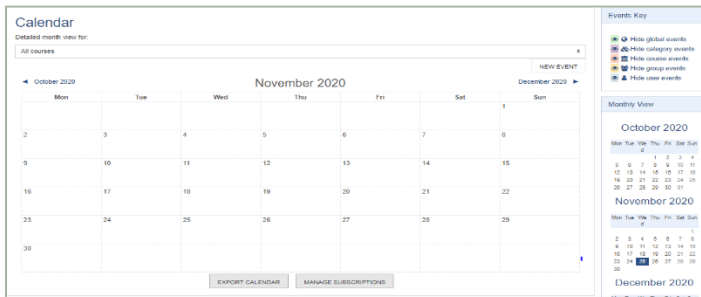 Calendar
Detailed month view for:
All courses
NEW EVENT
◄ October 2020 November 2020 December 2020 ►
Mon Tue Wed Thu Fri Sat Sun
1
2 3 4 5 6 7 8
9 10 11 12 13 14 15
16 17 18 19 20 21 22
23 24 25 26 27 28 29
30
EXPORT CALENDAR MANAGE SUBSCRIPTIONS
Events Key
Hide global events
Hide category events
Hide course events
Hide group events
Hide user events
Monthly View
October 2020
Mon Tue We Thu Fri Sat Sun
d
1 2 3 4
5 6 7 8 9 10 11
12 13 14 15 16 17 18
19 20 21 22 23 24 25
26 27 28 29 30 31
November 2020
Mon Tue We Thu Fri Sat Sun
d
1
2 3 4 5 6 7 8
9 10 11 12 13 14 15
16 17 18 19 20 21 22
23 24 25 26 27 28 29
30
December 2020